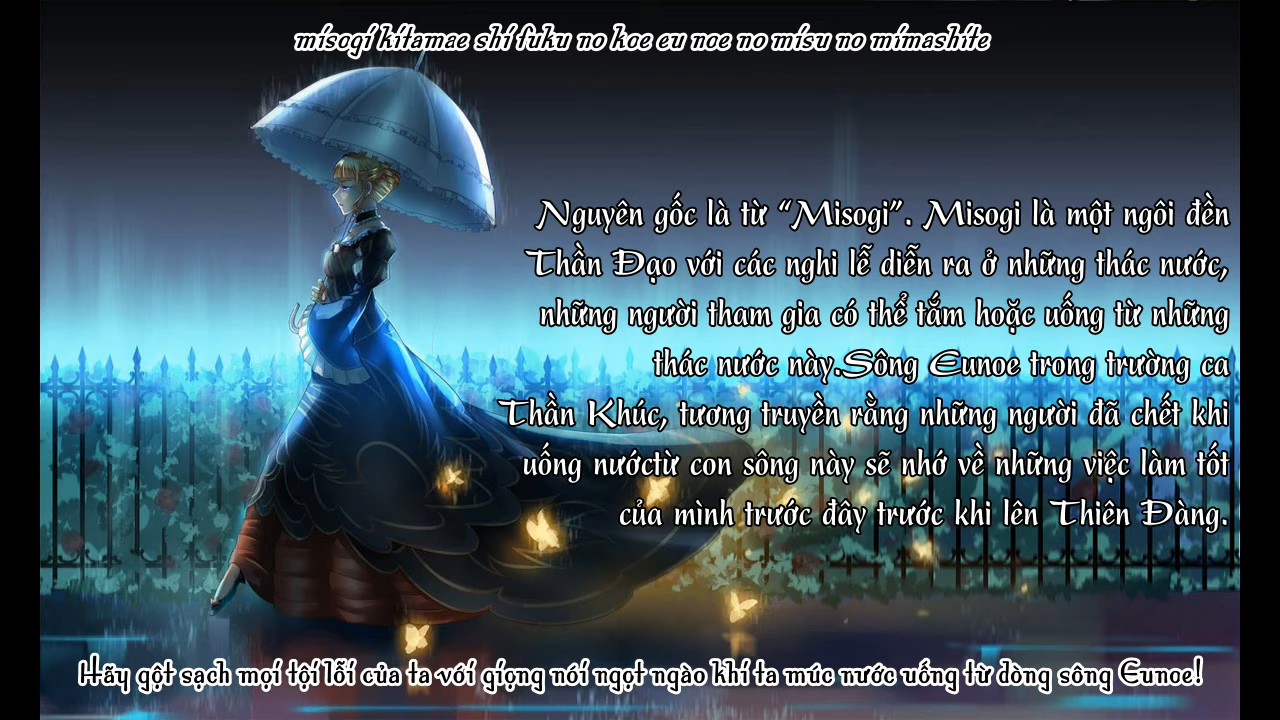 misogi kitamae shi fuku no koe eu noe no misu no mimashite
Nguyên gốc là từ “Misogi”. Misogi là một ngôi đền
Thần Đạo với các nghi lễ diễn ra ở những thác nước,
những người tham gia có thể tắm hoặc uống từ những
thác nước này.Sông Eunoe trong trường ca
Thần Khúc, tương truyền rằng những người đã chết khi
uống nướctừ con sông này sẽ nhớ về những việc làm tốt
của mình trước đây trước khi lên Thiên Đàng.
Hãy gột sạch mọi tội lỗi của ta với giọng nói ngọt ngào khi ta múc nước uống từ dòng sông Eunoe!